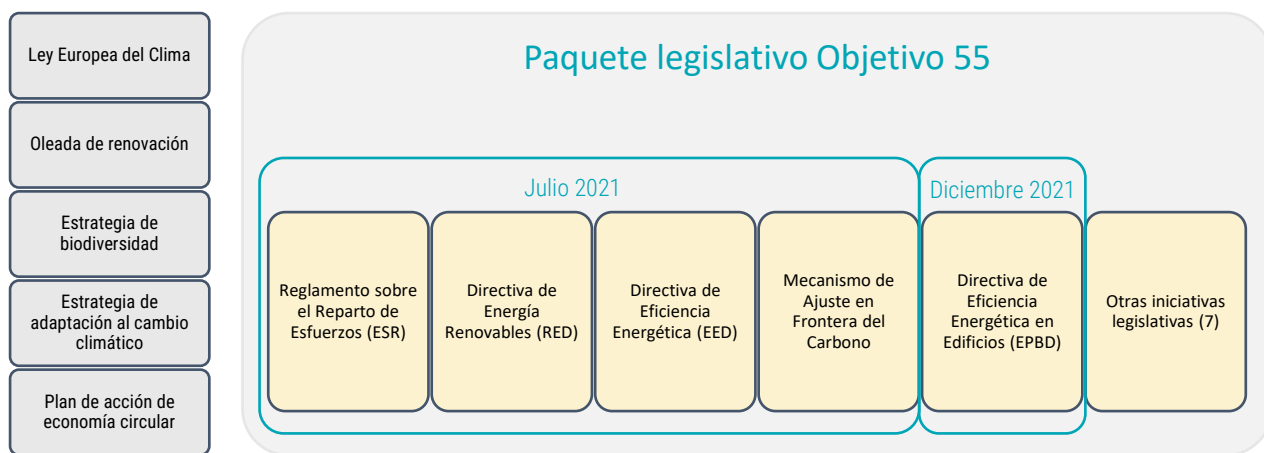 Ley Europea del Clima
Oleada de renovación
Estrategia de
biodiversidad
Estrategia de
adaptación al cambio
climático
Plan de acción de
economía circular
Paquete legislativo Objetivo 55
Julio 2021
Diciembre 2021
Reglamento sobre
el Reparto de
Esfuerzos (ESR)
Directiva de
Energía
Renovables (RED)
Directiva de
Eficiencia
Energética (EED)
Mecanismo de
Ajuste en
Frontera del
Carbono
Directiva de
Eficiencia
Energética en
Edificios (EPBD)
Otras iniciativas
legislativas (7)